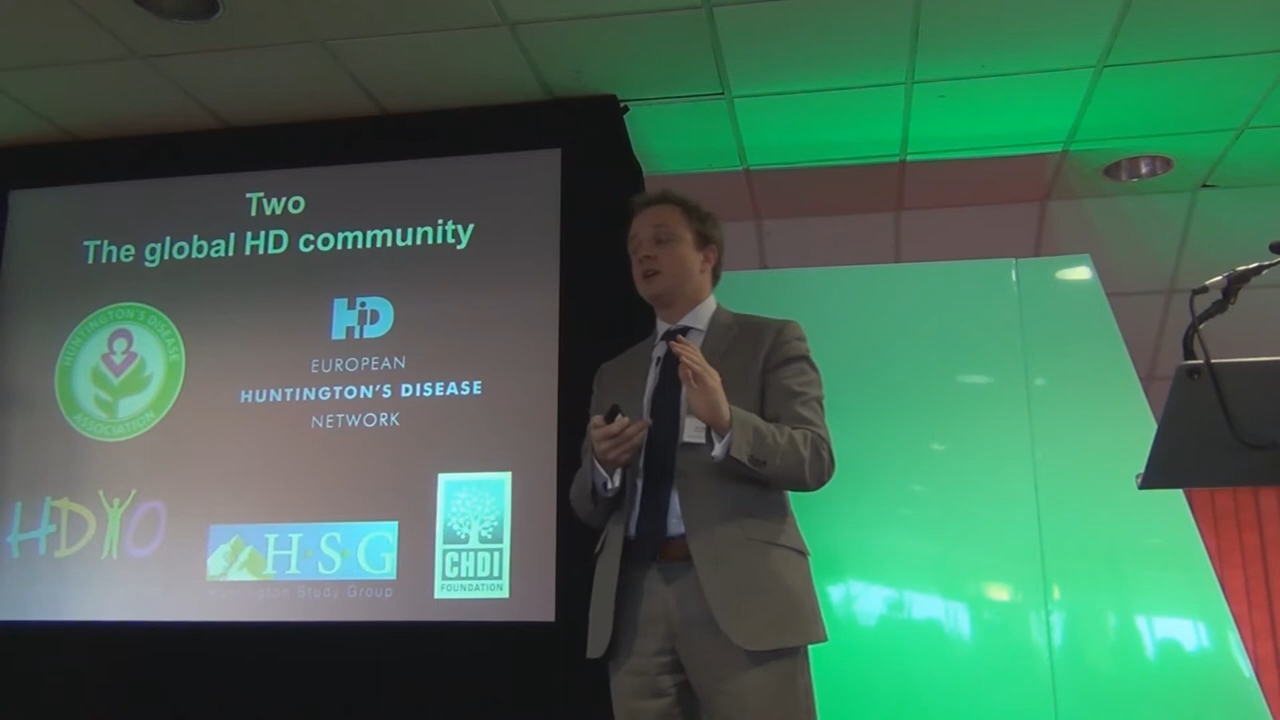 Two
The global HD community
HUNTINGTON'S DISEASE
ASSOCIATION
HD
EUROPEAN
HUNTINGTON'S DISEASE
NETWORK
HDYO
H·S·G
Huntington Study Group
CHDI
FOUNDATION